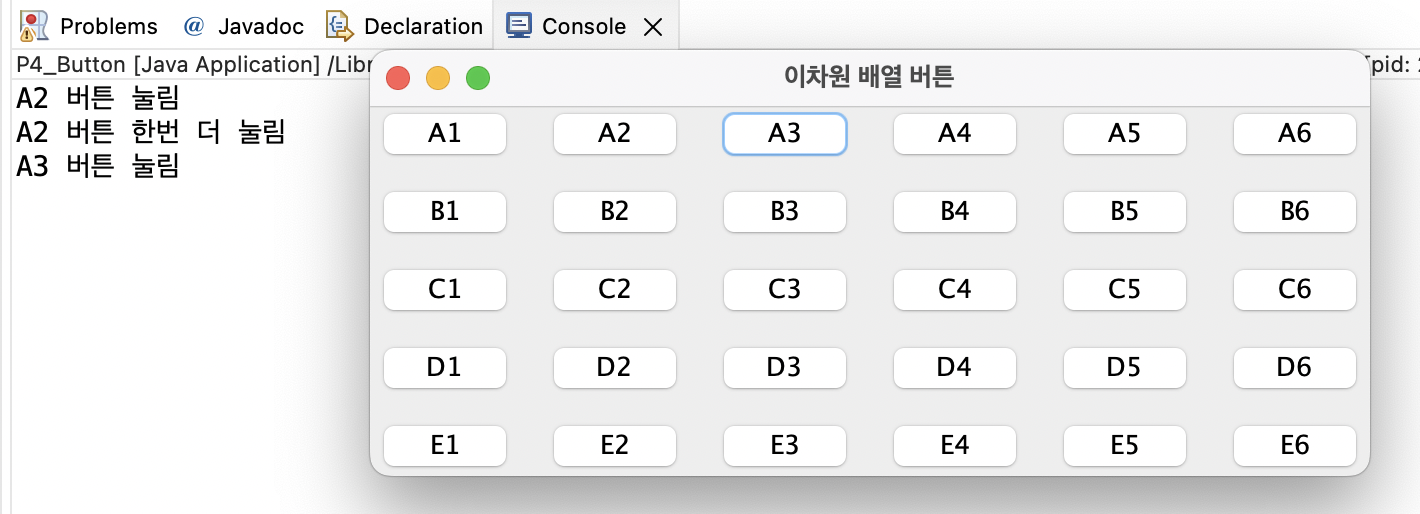 Problems @ Javadoc Declaration Console
P4_Button [Java Application] /Libr
[pid: 2
A2 버튼 눌림
A2 버튼 한번 더 눌림
A3 버튼 눌림
이차원 배열 버튼
A1 A2 A3 A4 A5 A6
B1 B2 B3 B4 B5 B6
C1 C2 C3 C4 C5 C6
D1 D2 D3 D4 D5 D6
E1 E2 E3 E4 E5 E6